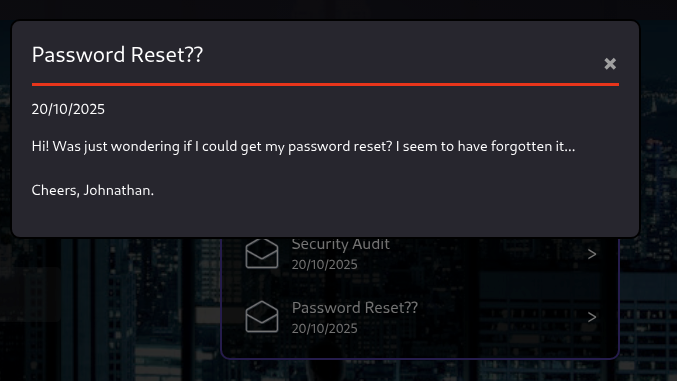 Password Reset??
×
20/10/2025
Hi! Was just wondering if I could get my password reset? I seem to have forgotten it...
Cheers, Johnathan.
Security Audit
20/10/2025
>
Password Reset??
20/10/2025
>